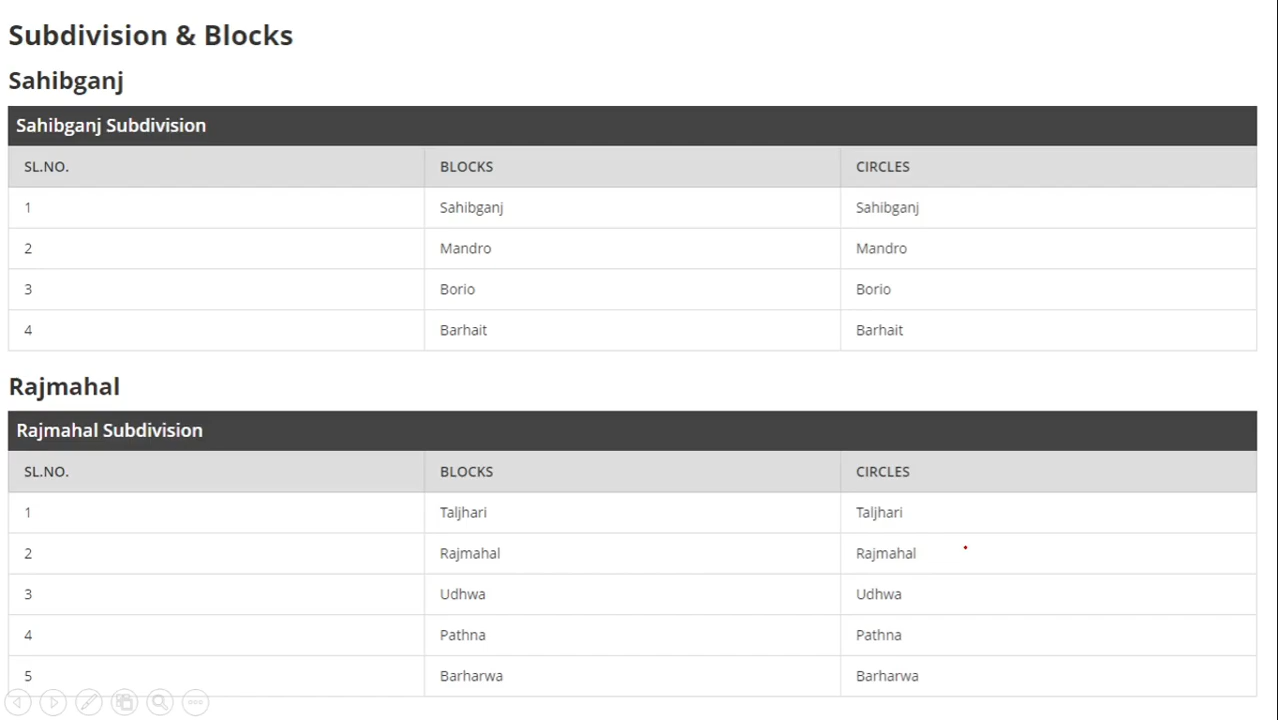 Subdivision & Blocks
Sahibganj
Sahibganj Subdivision
SL.NO. BLOCKS CIRCLES
1 Sahibganj Sahibganj
2 Mandro Mandro
3 Borio Borio
4 Barhait Barhait
Rajmahal
Rajmahal Subdivision
SL.NO. BLOCKS CIRCLES
1 Taljhari Taljhari
2 Rajmahal Rajmahal
3 Udhwa Udhwa
4 Pathna Pathna
5 Barharwa Barharwa